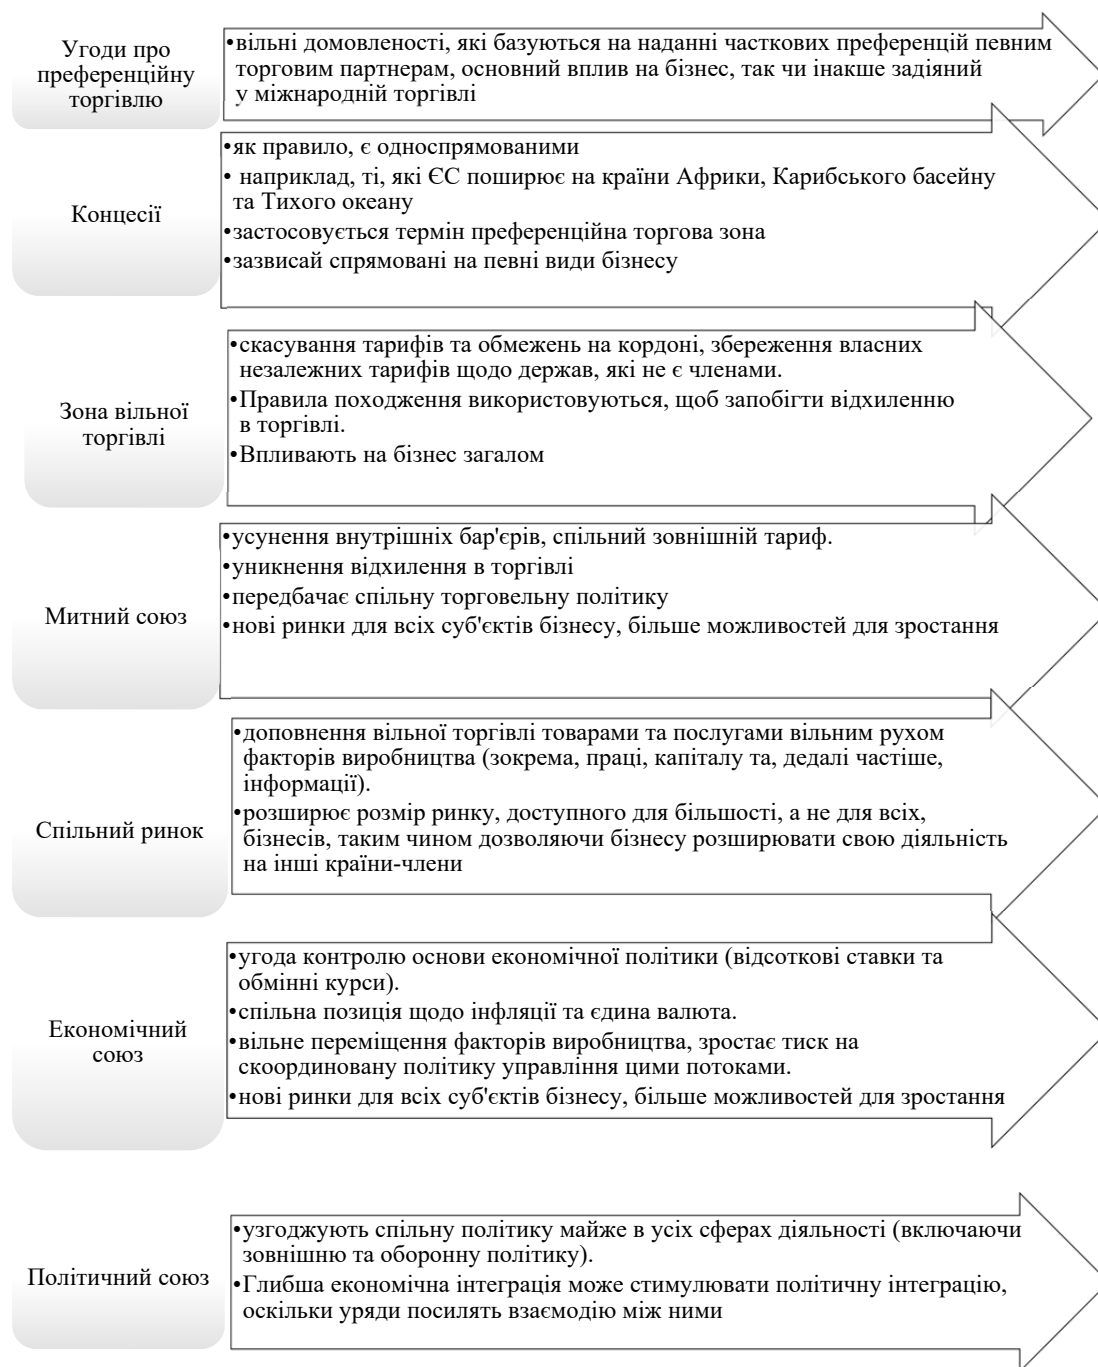 Угоди про
преференційну
торгівлю
•вільні домовленості, які базуються на наданні часткових преференцій певним
торговим партнерам, основний вплив на бізнес, так чи інакше задіяний
у міжнародній торгівлі
Концесії
•як правило, є односпрямованими
• наприклад, ті, які ЄС поширює на країни Африки, Карибського басейну
та Тихого океану
•застосовується термін преференційна торгова зона
•зазвисай спрямовані на певні види бізнесу
Зона вільної
торгівлі
•скасування тарифів та обмежень на кордоні, збереження власних
незалежних тарифів щодо держав, які не є членами.
•Правила походження використовуються, щоб запобігти відхиленню
в торгівлі.
•Впливають на бізнес загалом
Митний союз
•усунення внутрішніх бар'єрів, спільний зовнішній тариф.
•уникнення відхилення в торгівлі
•передбачає спільну торговельну політику
•нові ринки для всіх суб'єктів бізнесу, більше можливостей для зростання
Спільний ринок
•доповнення вільної торгівлі товарами та послугами вільним рухом
факторів виробництва (зокрема, праці, капіталу та, дедалі частіше,
інформації).
•розширює розмір ринку, доступного для більшості, а не для всіх,
бізнесів, таким чином дозволяючи бізнесу розширювати свою діяльність
на інші країни-члени
Економічний
союз
•угода контролю основи економічної політики (відсоткові ставки та
обмінні курси).
•спільна позиція щодо інфляції та єдина валюта.
•вільне переміщення факторів виробництва, зростає тиск на
скоординовану політику управління цими потоками.
•нові ринки для всіх суб'єктів бізнесу, більше можливостей для зростання
Політичний союз
•узгоджують спільну політику майже в усіх сферах діяльності (включаючи
зовнішню та оборонну політику).
•Глибша економічна інтеграція може стимулювати політичну інтеграцію,
оскільки уряди посилять взаємодію між ними